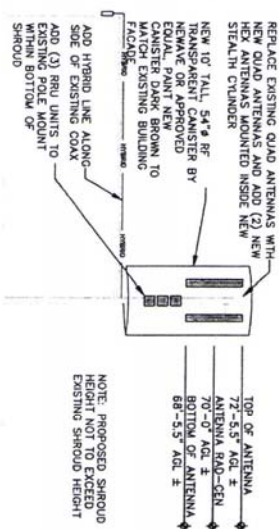 REPLACE EXISTING QUAD ANTENNAS WITH
NEW QUAD ANTENNAS AND ADD (2) NEW
HEX ANTENNAS MOUNTED INSIDE NEW
STEALTH CYLINDER
NEW 10' TALL, 54"ø RF
TRANSPARENT CANISTER BY
NEWAVE OR APPROVED
EQUAL PAINT NEW
CANISTER DARK BROWN TO
MATCH EXISTING BUILDING
FACADE
ADD HYBRID LINE ALONG
SIDE OF EXISTING COAX
ADD (3) RRU UNITS TO
EXISTING POLE MOUNT
WITHIN BOTTOM OF
SHROUD
HYBRID
HYBRID
TOP OF ANTENNA
72'-5.5" AGL ±
ANTENNA RAD-CEN
70'-0" AGL ±
BOTTOM OF ANTENNA
68'-5.5" AGL ±
NOTE: PROPOSED SHROUD
HEIGHT NOT TO EXCEED
EXISTING SHROUD HEIGHT